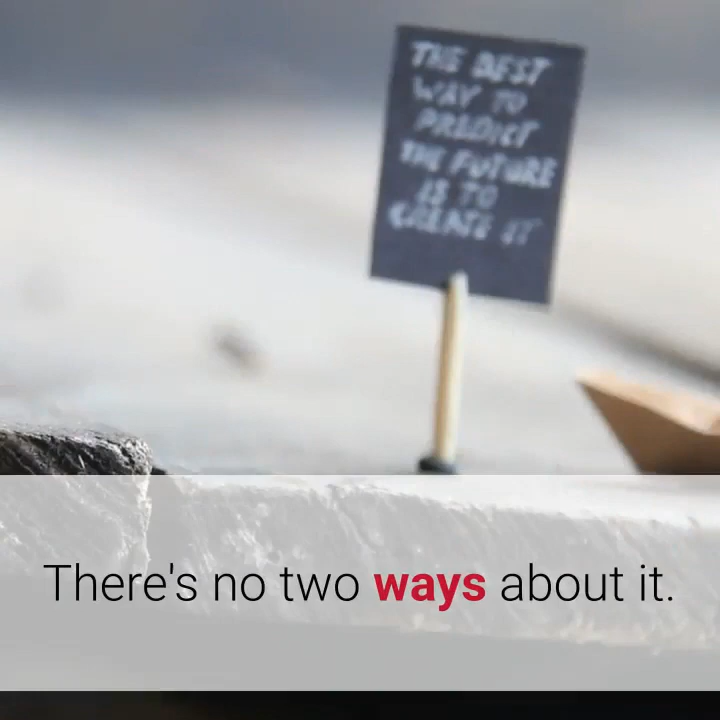 THE BEST
WAY TO
PREDICT
THE FUTURE
IS TO
CREATE IT
There's no two ways about it.